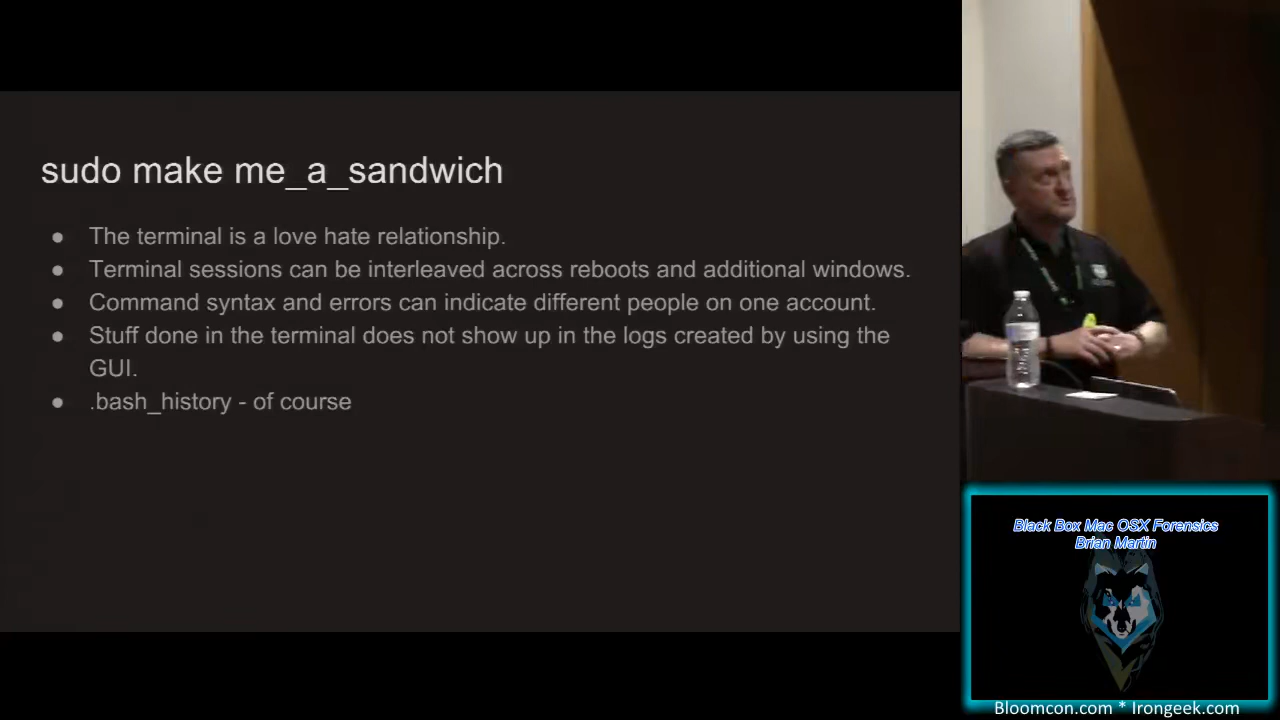 sudo make me_a_sandwich
● The terminal is a love hate relationship.
● Terminal sessions can be interleaved across reboots and additional windows.
● Command syntax and errors can indicate different people on one account.
● Stuff done in the terminal does not show up in the logs created by using the
GUI.
● .bash_history - of course
Black Box Mac OSX Forensics
Brian Martin
Bloomcon.com * Irongeek.com